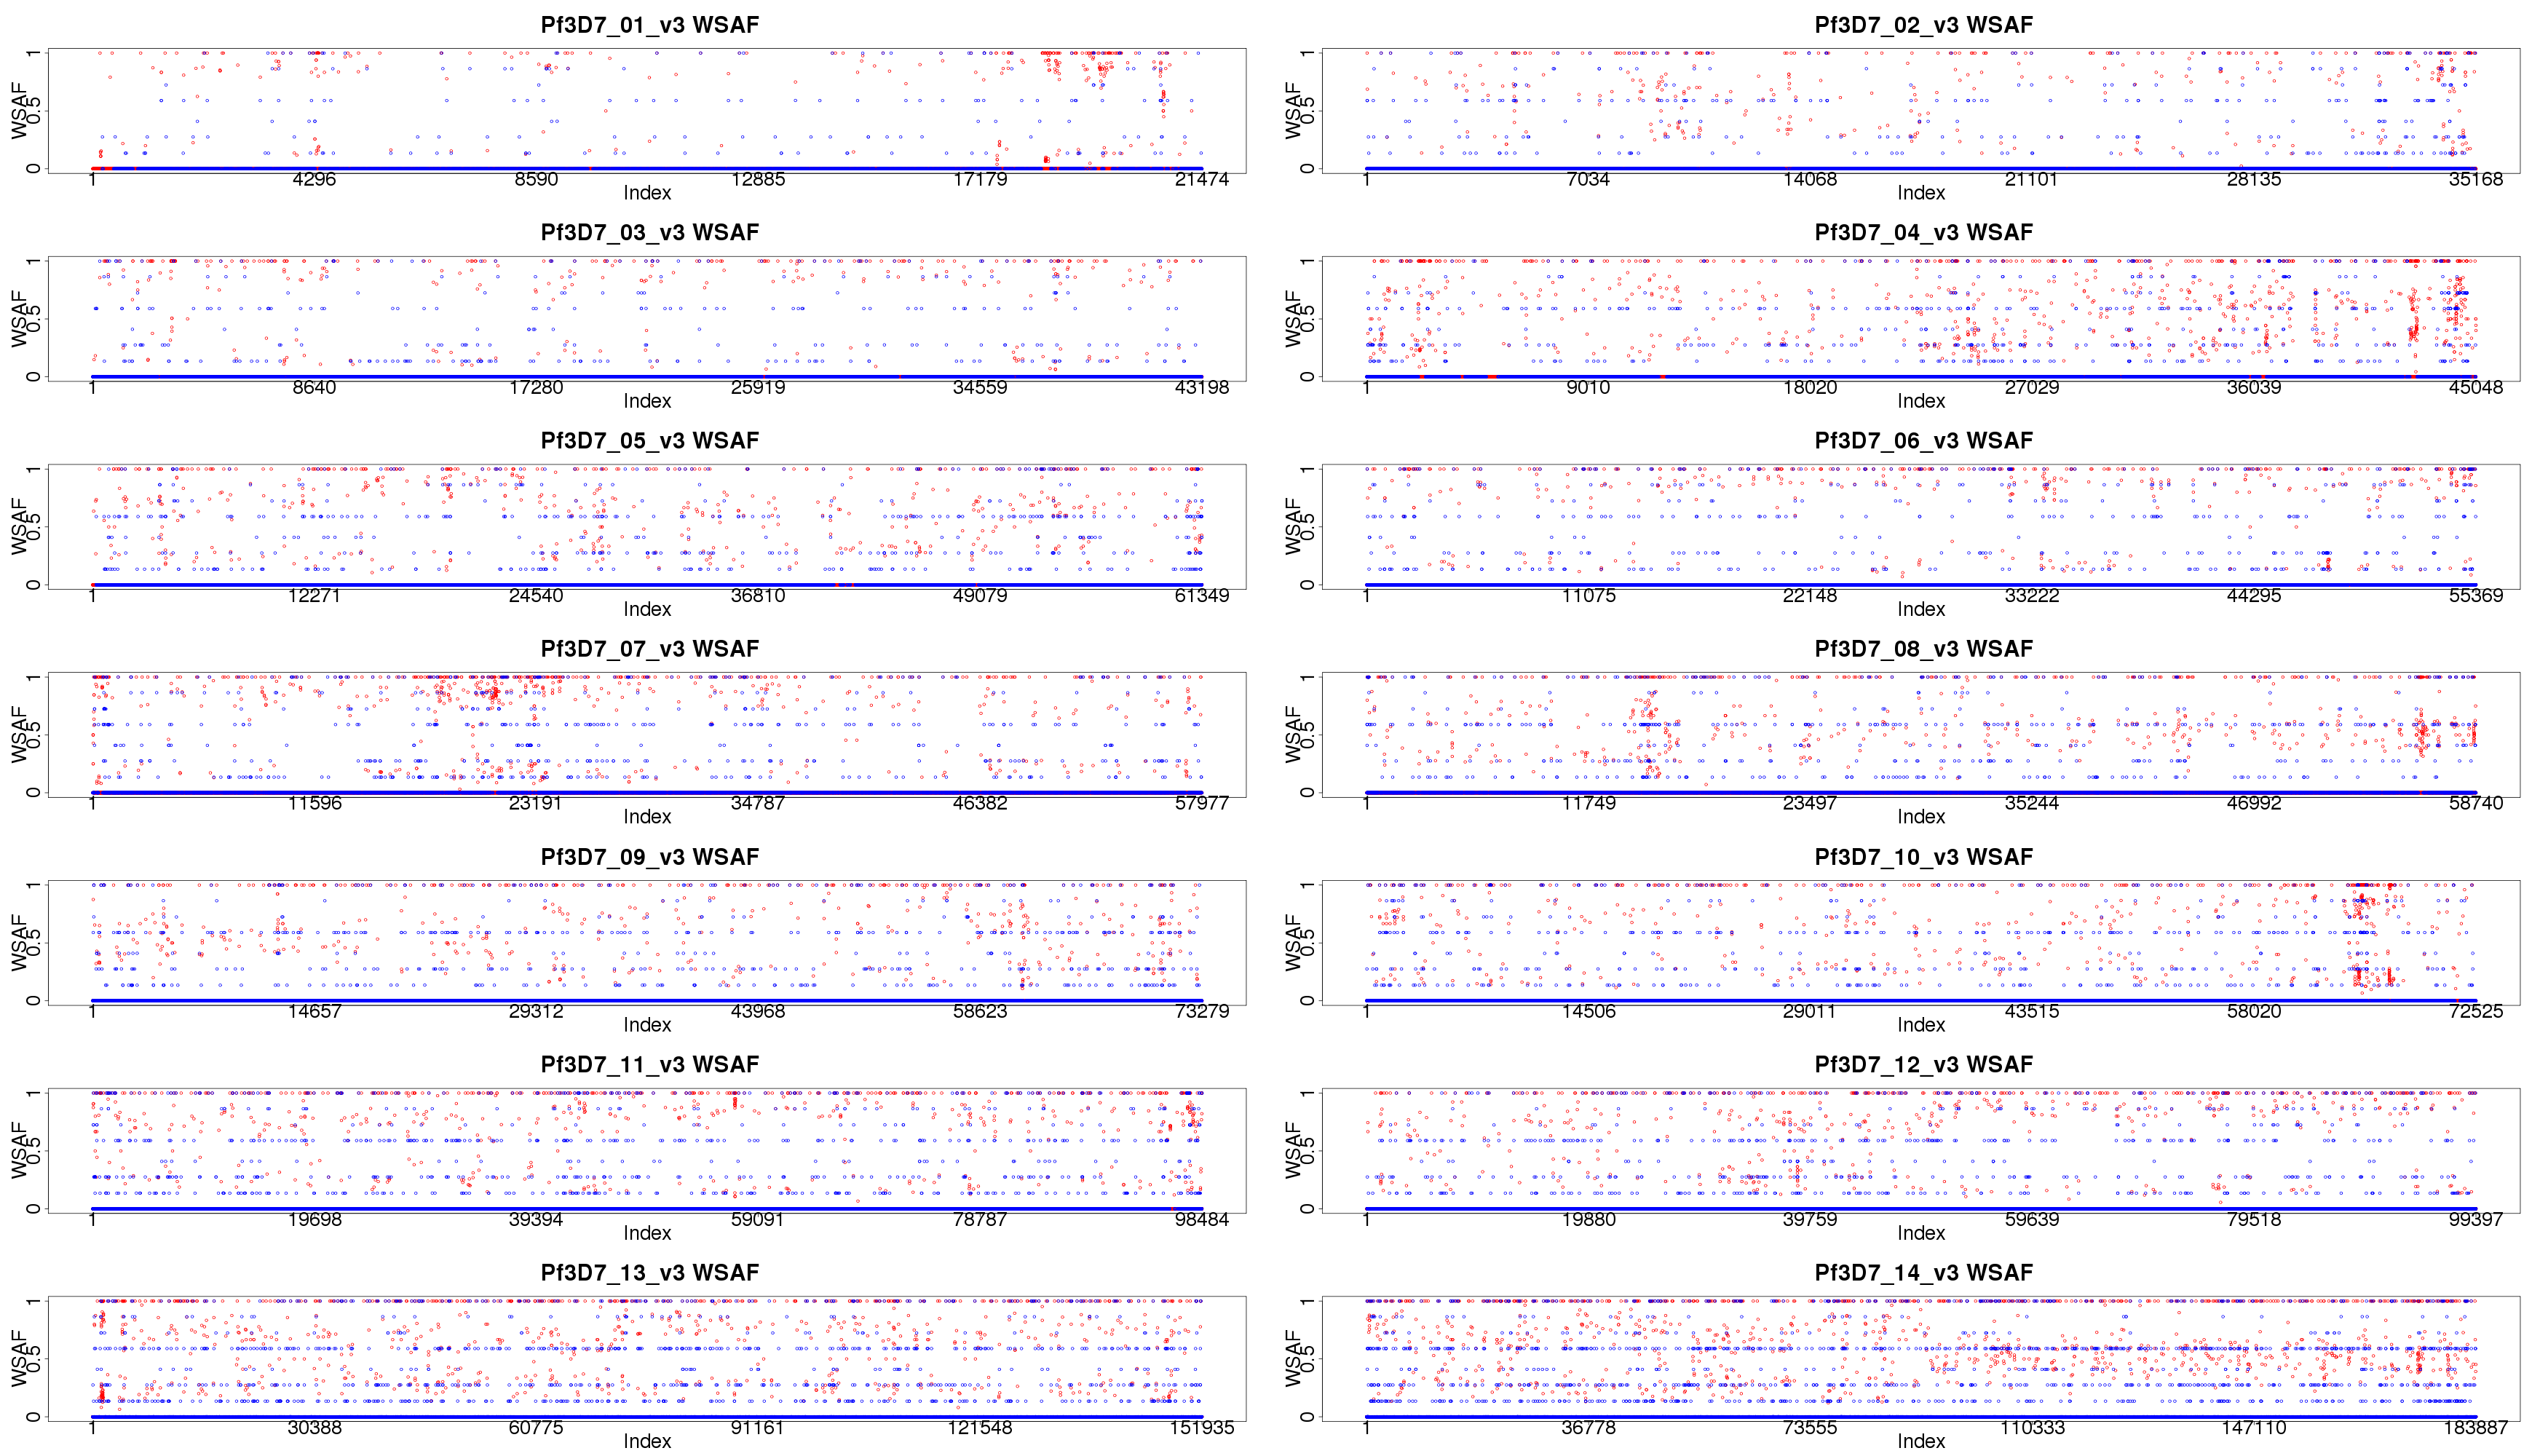 Pf3D7_01_v3 WSAF
WSAF
0 0.5 1
1 4296 8590 12885 17179 21474
Index
Pf3D7_02_v3 WSAF
WSAF
0 0.5 1
1 7034 14068 21101 28135 35168
Index
Pf3D7_03_v3 WSAF
WSAF
0 0.5 1
1 8640 17280 25919 34559 43198
Index
Pf3D7_04_v3 WSAF
WSAF
0 0.5 1
1 9010 18020 27029 36039 45048
Index
Pf3D7_05_v3 WSAF
WSAF
0 0.5 1
1 12271 24540 36810 49079 61349
Index
Pf3D7_06_v3 WSAF
WSAF
0 0.5 1
1 11075 22148 33222 44295 55369
Index
Pf3D7_07_v3 WSAF
WSAF
0 0.5 1
1 11596 23191 34787 46382 57977
Index
Pf3D7_08_v3 WSAF
WSAF
0 0.5 1
1 11749 23497 35244 46992 58740
Index
Pf3D7_09_v3 WSAF
WSAF
0 0.5 1
1 14657 29312 43968 58623 73279
Index
Pf3D7_10_v3 WSAF
WSAF
0 0.5 1
1 14506 29011 43515 58020 72525
Index
Pf3D7_11_v3 WSAF
WSAF
0 0.5 1
1 19698 39394 59091 78787 98484
Index
Pf3D7_12_v3 WSAF
WSAF
0 0.5 1
1 19880 39759 59639 79518 99397
Index
Pf3D7_13_v3 WSAF
WSAF
0 0.5 1
1 30388 60775 91161 121548 151935
Index
Pf3D7_14_v3 WSAF
WSAF
0 0.5 1
1 36778 73555 110333 147110 183887
Index